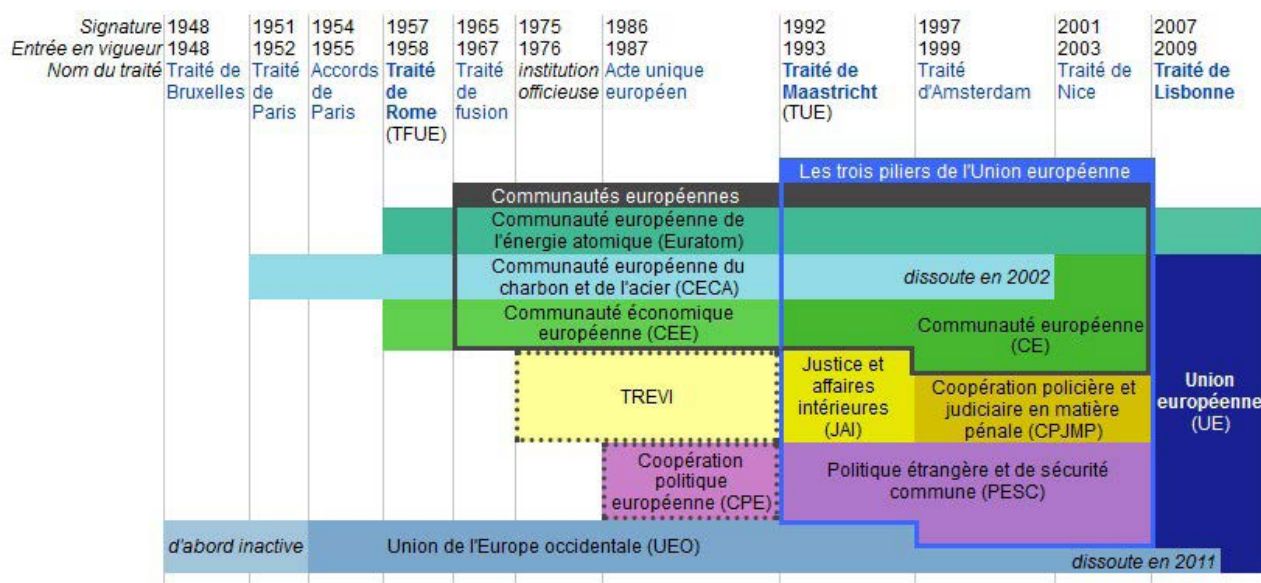 Signature 1948 1951 1954 1957 1965 1975 1986 1992 1997 2001 2007
Entrée en vigueur 1948 1952 1955 1958 1967 1976 1987 1993 1999 2003 2009
Nom du traité Traité de Traité Accords Traité Traité institution Acte unique Traité de Traité Traité de Traité de
Bruxelles de de de de officieuse européen Maastricht d'Amsterdam Nice Lisbonne
Paris Paris Rome fusion (TUE)
(TFUE)
Les trois piliers de l'Union européenne
Communautés européennes
Communauté européenne de
l'énergie atomique (Euratom)
Communauté européenne du
charbon et de l'acier (CECA)
dissoute en 2002
Communauté économique
européenne (CEE)
Communauté européenne
(CE)
TREVI
Justice et
affaires
intérieures
(JAI)
Coopération policière et
judiciaire en matière
pénale (CPJMP)
Union
européenne
(UE)
Coopération
politique
européenne (CPE)
Politique étrangère et de sécurité
commune (PESC)
d'abord inactive
Union de l'Europe occidentale (UEO)
dissoute en 2011